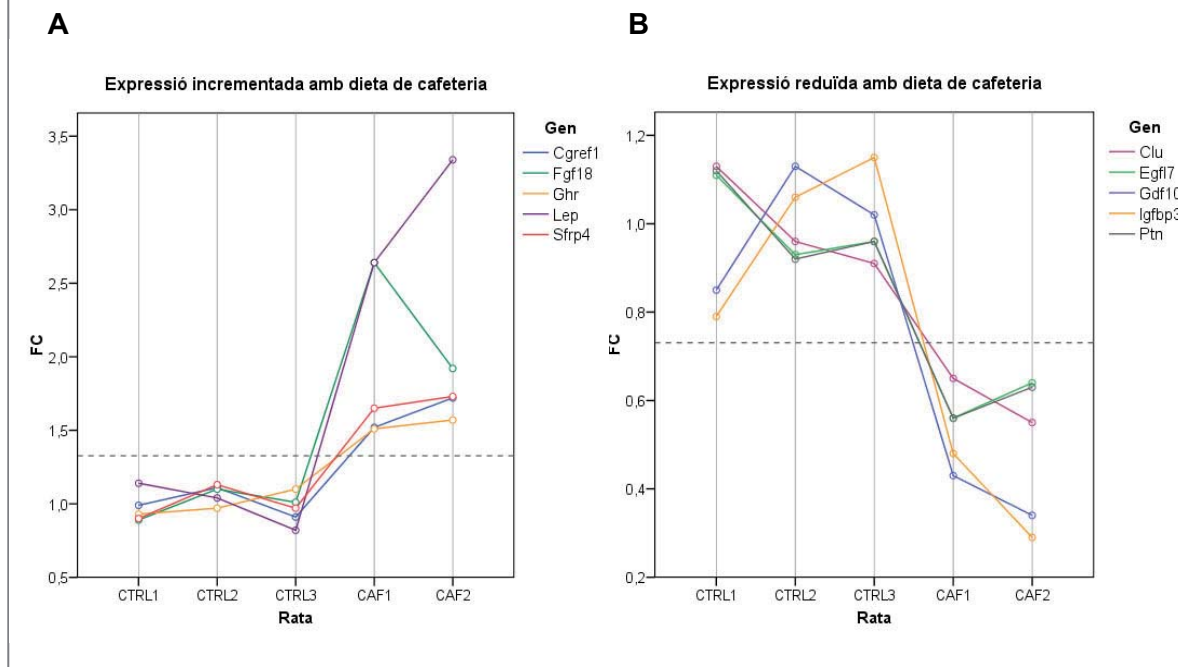 A
Expressió incrementada amb dieta de cafeteria
Gen
Cgref1
Fgf18
Ghr
Lep
Sfrp4
3,5
3,0
2,5
2,0
1,5
1,0
0,5
FC
CTRL1 CTRL2 CTRL3 CAF1 CAF2
Rata
B
Expressió reduïda amb dieta de cafeteria
Gen
Clu
Egfl7
Gdf10
Igfbp3
Ptn
1,2
1,0
0,8
0,6
0,4
0,2
FC
CTRL1 CTRL2 CTRL3 CAF1 CAF2
Rata